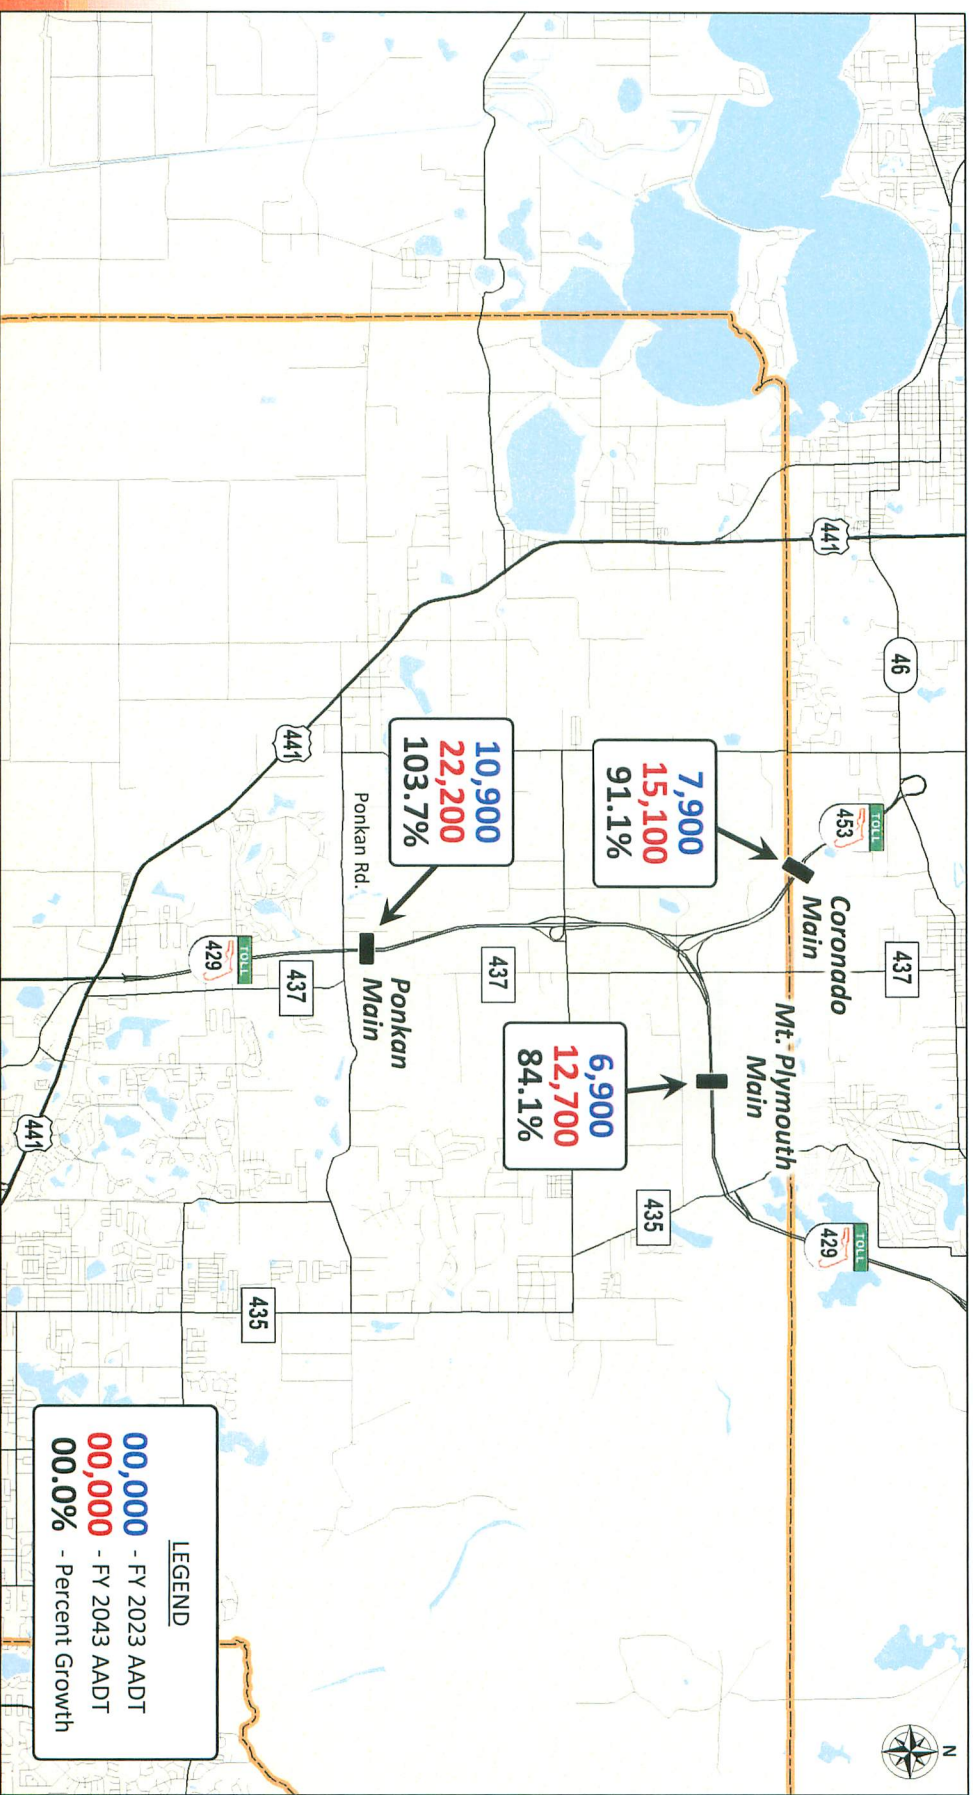 N
441
46
TOLL
453
Coronado
Main
437
Mt. Plymouth
Main
TOLL
429
7,900
15,100
91.1%
6,900
12,700
84.1%
435
437
10,900
22,200
103.7%
441
Ponkan Rd.
Ponkan
Main
TOLL
429
437
435
441
LEGEND
00,000 - FY 2023 AADT
00,000 - FY 2043 AADT
00.0% - Percent Growth